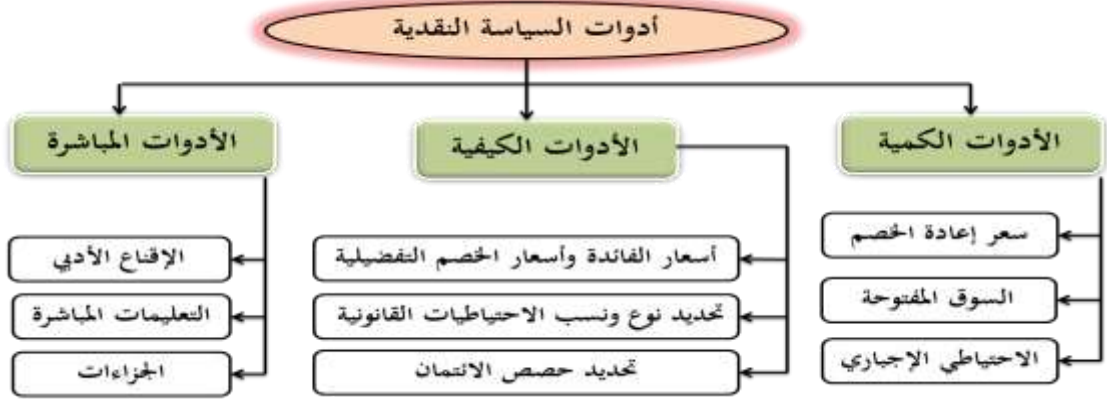 أدوات السياسة النقدية
الأدوات الكمية
سعر إعادة الخصم
السوق المفتوحة
الاحتياطي الإجباري
الأدوات الكيفية
أسعار الفائدة وأسعار الخصم التفضيلية
تحديد نوع ونسب الاحتياطيات القانونية
تحديد حصص الائتمان
الأدوات المباشرة
الإقناع الأدبي
التعليمات المباشرة
الجزاءات